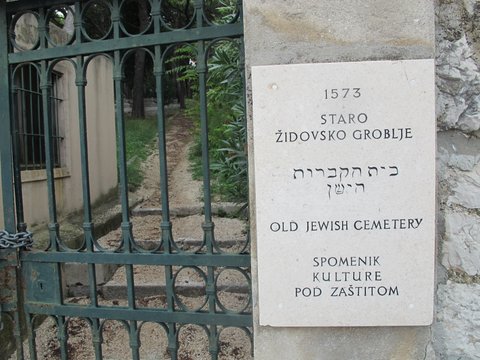 1573
STARO
ŽIDOVSKO GROBLJE
בית הקברות
הישן
OLD JEWISH CEMETERY
SPOMENIK
KULTURE
POD ZAŠTITOM